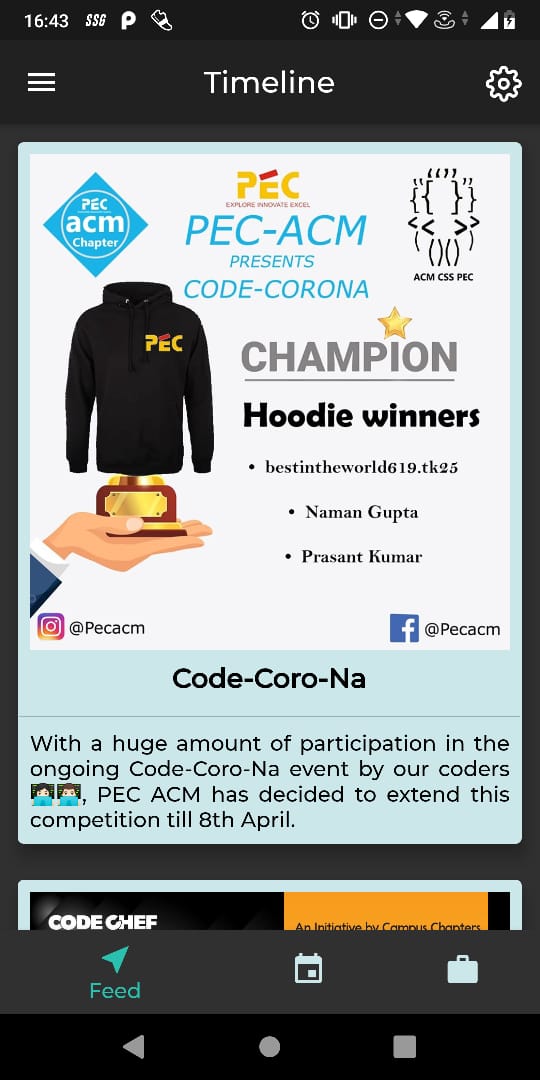 16:43 SSG
Timeline
PEC
acm
Chapter
PEC
EXPLORE INNOVATE EXCEL
PEC-ACM
PRESENTS
CODE-CORONA
ACM CSS PEC
PEC
CHAMPION
Hoodie winners
• bestintheworld619.tk25
• Naman Gupta
• Prasant Kumar
@Pecacm
@Pecacm
Code-Coro-Na
With a huge amount of participation in the
ongoing Code-Coro-Na event by our coders
👩🏻‍💻👨🏻‍💻, PEC ACM has decided to extend this
competition till 8th April.
CODE CHEF
An Initiative by Campus Chapters
Feed